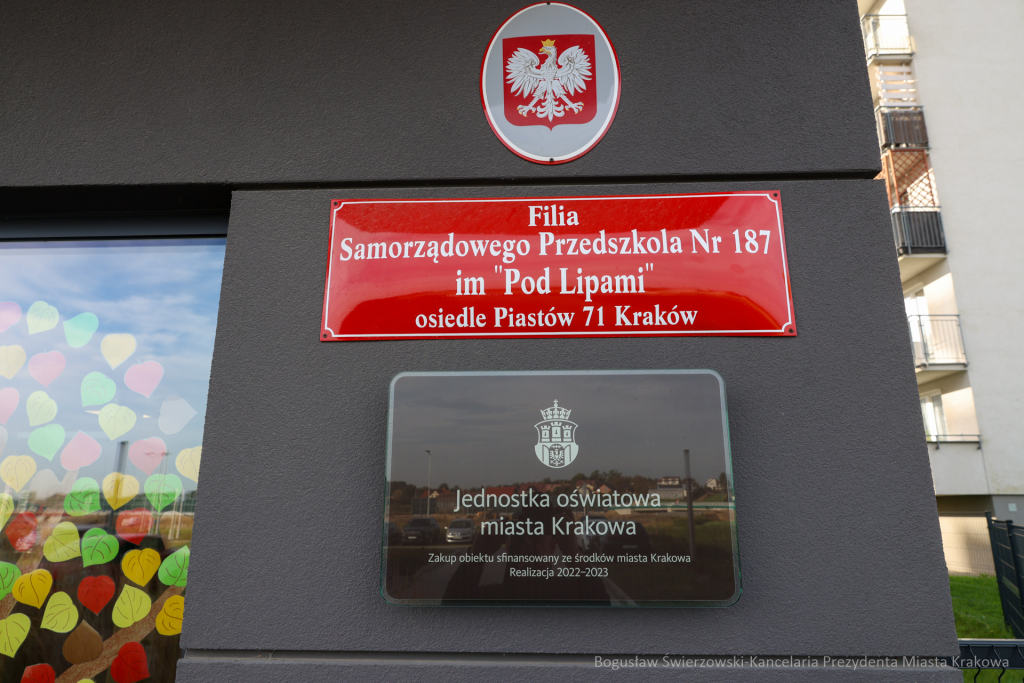 Filia
Samorządowego Przedszkola Nr 187
im "Pod Lipami"
osiedle Piastów 71 Kraków
Jednostka oświatowa
miasta Krakowa
Zakup obiektu sfinansowany ze środków miasta Krakowa
Realizacja 2022–2023
Bogusław Świerzowski-Kancelaria Prezydenta Miasta Krakowa